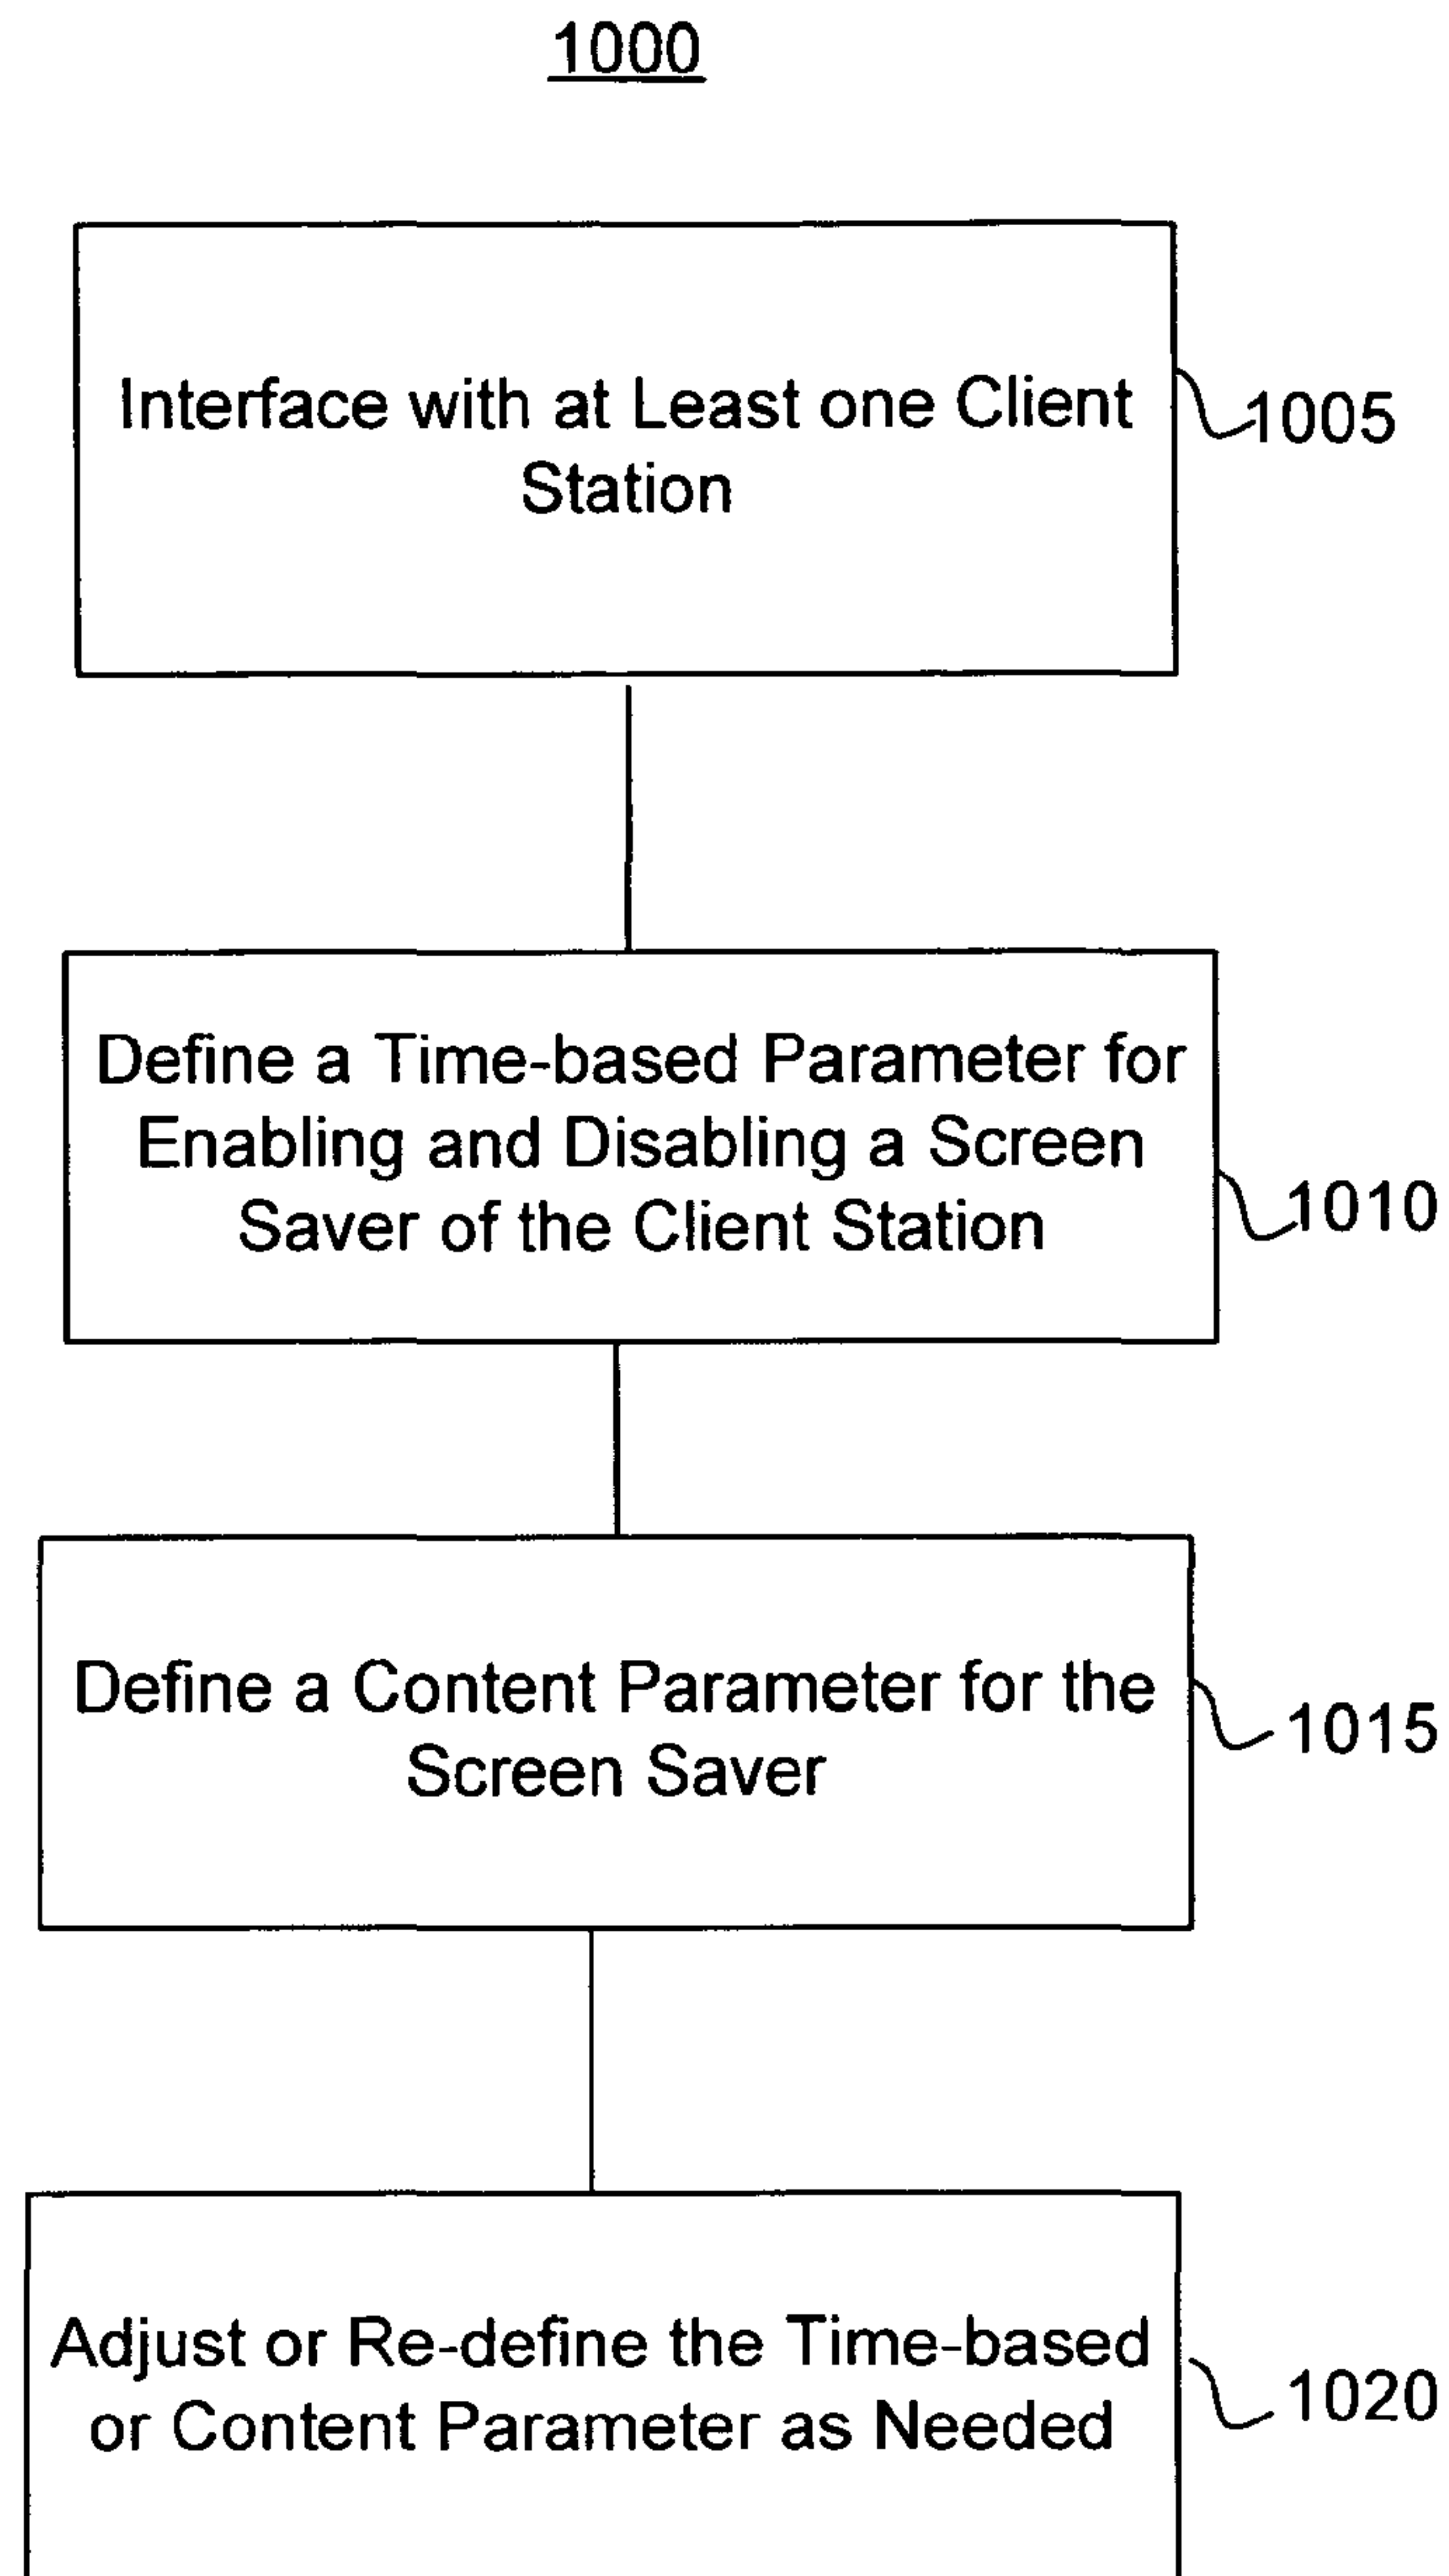 1000
Interface with at Least one Client
Station
1005
Define a Time-based Parameter for
Enabling and Disabling a Screen
Saver of the Client Station
1010
Define a Content Parameter for the
Screen Saver
1015
Adjust or Re-define the Time-based
or Content Parameter as Needed
1020